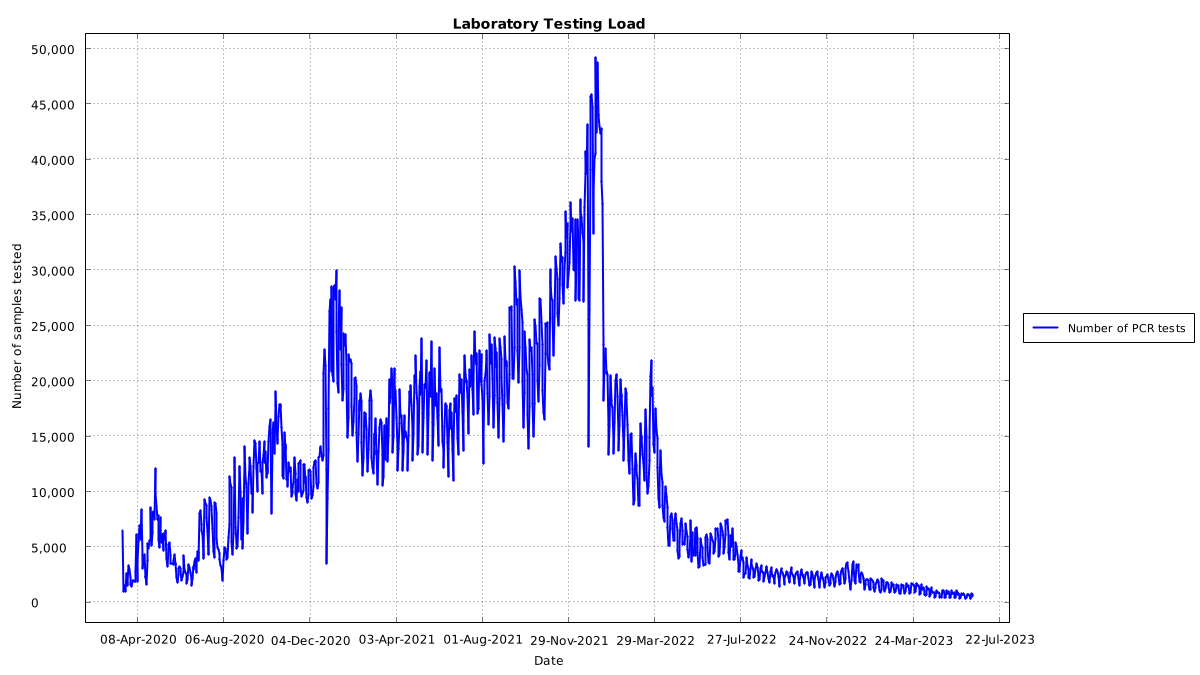 Laboratory Testing Load
50,000
45,000
40,000
35,000
30,000
25,000
20,000
15,000
10,000
5,000
0
Number of samples tested
08-Apr-2020 06-Aug-2020 04-Dec-2020 03-Apr-2021 01-Aug-2021 29-Nov-2021 29-Mar-2022 27-Jul-2022 24-Nov-2022 24-Mar-2023 22-Jul-2023
Date
Number of PCR tests